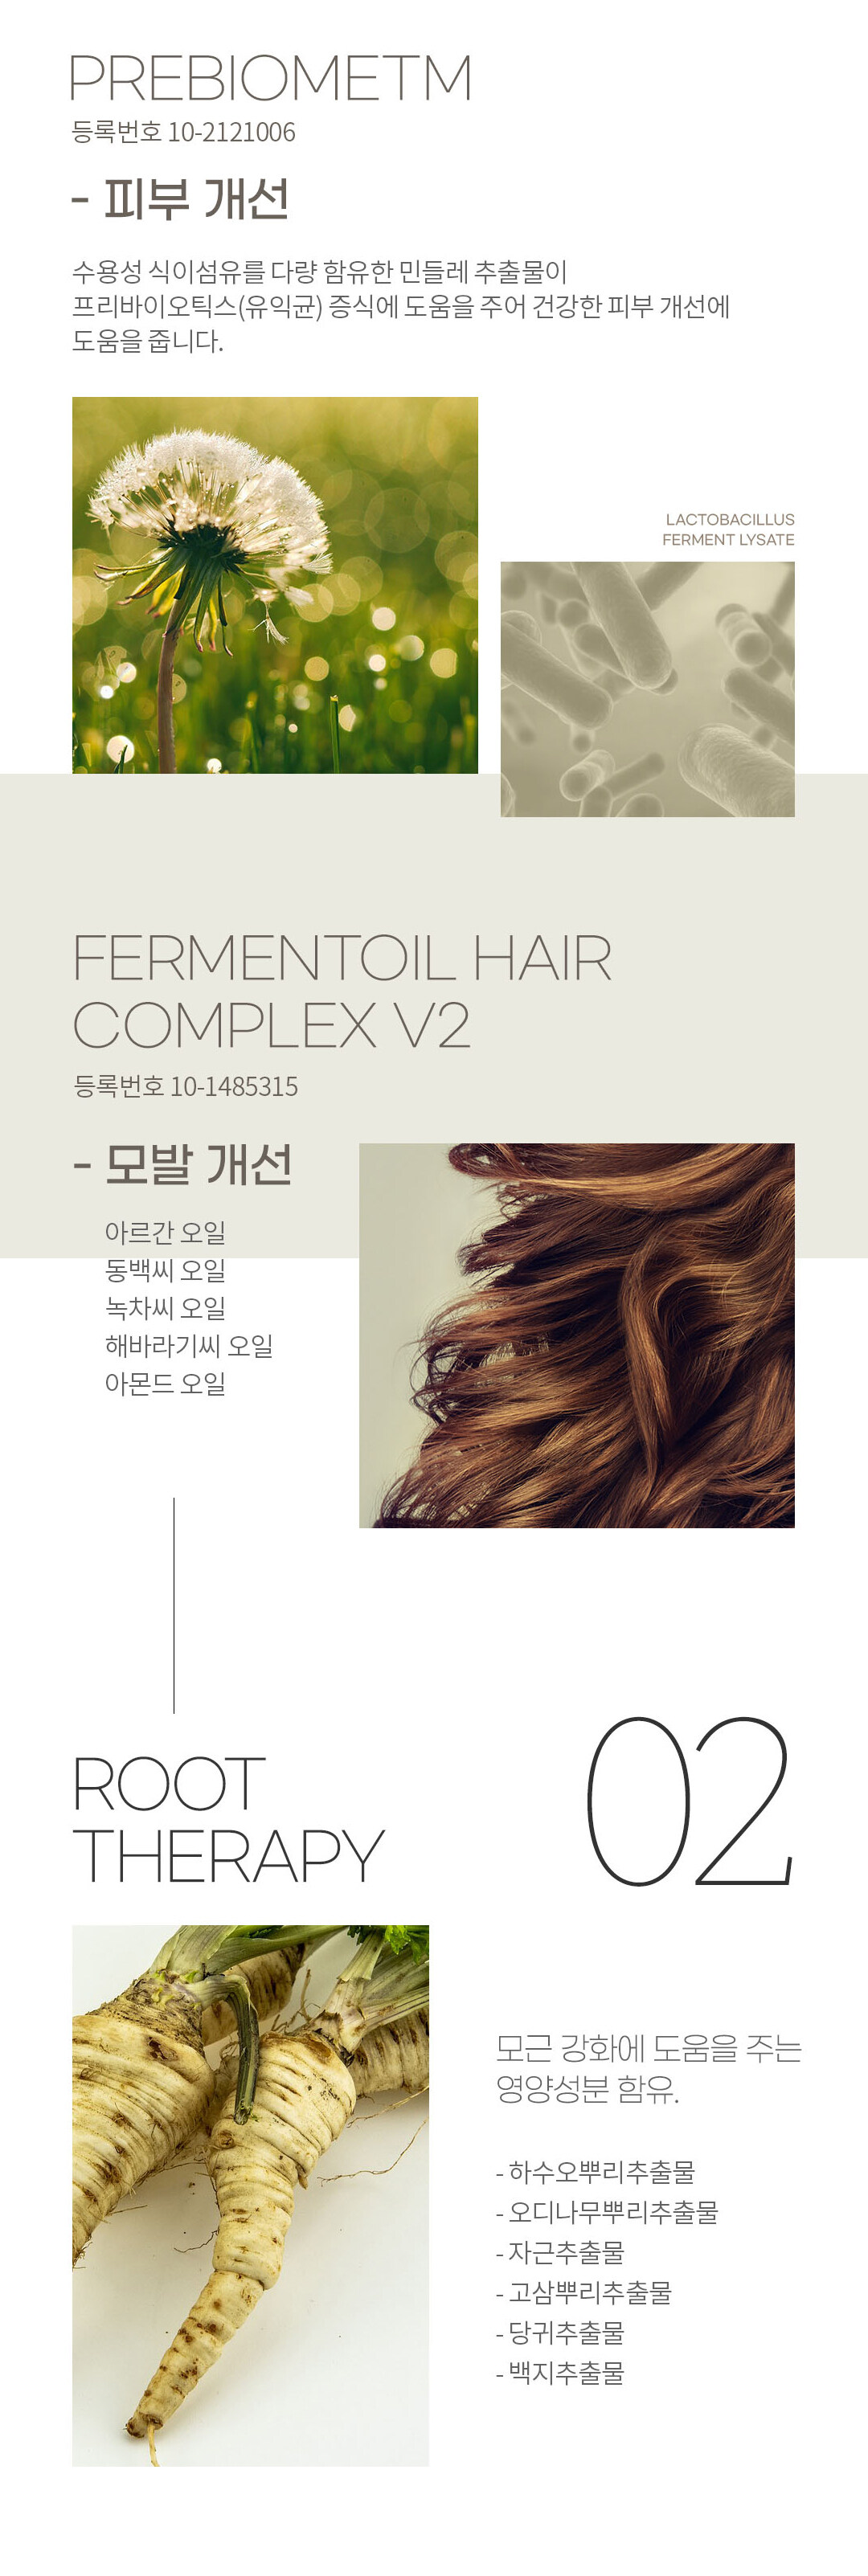 PREBIOMETM
등록번호 10-2121006
- 피부 개선
수용성 식이섬유를 다량 함유한 민들레 추출물이
프리바이오틱스(유익균) 증식에 도움을 주어 건강한 피부 개선에
도움을 줍니다.
LACTOBACILLUS
FERMENT LYSATE
FERMENTOIL HAIR
COMPLEX V2
등록번호 10-1485315
- 모발 개선
아르간 오일
동백씨 오일
녹차씨 오일
해바라기씨 오일
아몬드 오일
ROOT
THERAPY
02
모근 강화에 도움을 주는
영양성분 함유.
- 하수오뿌리추출물
- 오디나무뿌리추출물
- 자근추출물
- 고삼뿌리추출물
- 당귀추출물
- 백지추출물